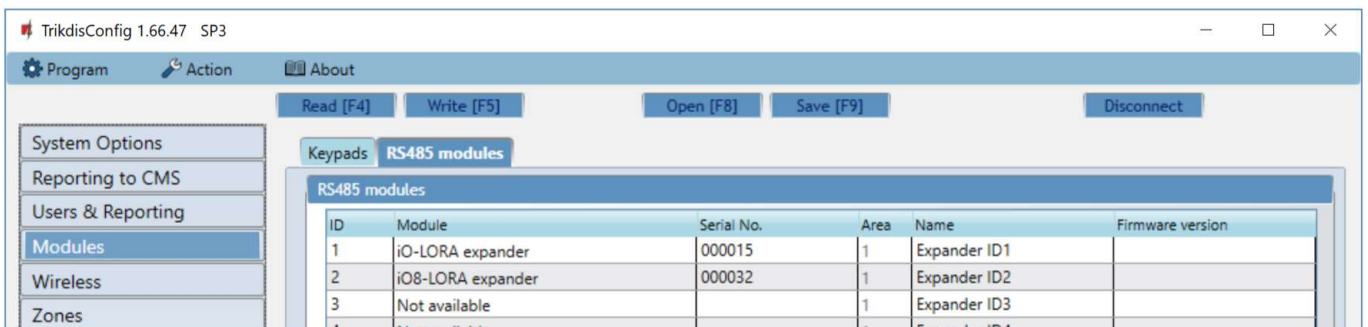 TrikdisConfig 1.66.47 SP3
Program Action About
Read [F4] Write [F5] Open [F8] Save [F9] Disconnect
System Options
Reporting to CMS
Users & Reporting
Modules
Wireless
Zones
Keypads RS485 modules
RS485 modules
ID Module Serial No. Area Name Firmware version
1 iO-LORA expander 000015 1 Expander ID1
2 iO8-LORA expander 000032 1 Expander ID2
3 Not available 1 Expander ID3